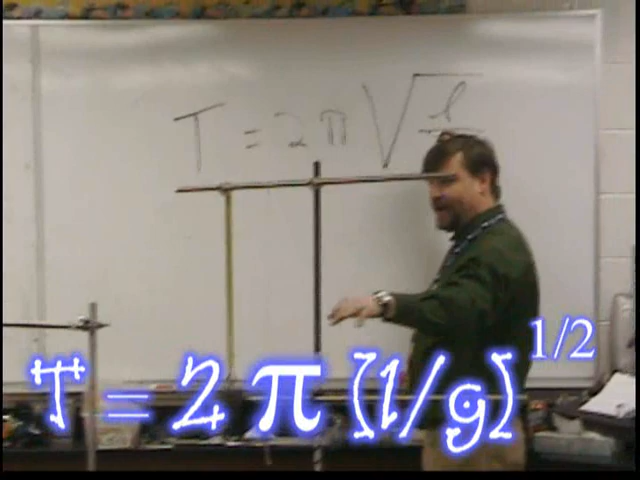 T = 2π√l
T = 2 π [l/g]^1/2